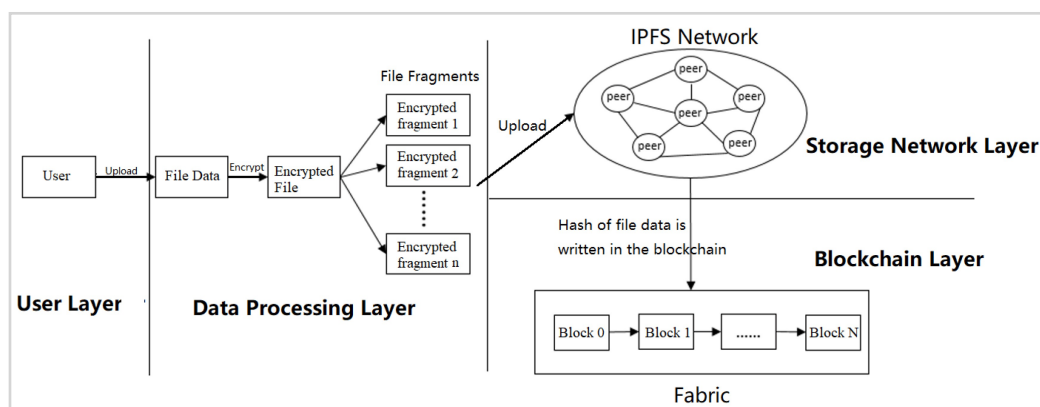 IPFS Network
File Fragments
peer
peer
peer
peer
peer
peer
Encrypted
fragment 1
Upload
Storage Network Layer
User
Upload
File Data
Encrypt
Encrypted
File
Encrypted
fragment 2
Encrypted
fragment n
Hash of file data is
written in the blockchain
Blockchain Layer
User Layer
Data Processing Layer
Block 0
Block 1
......
Block N
Fabric